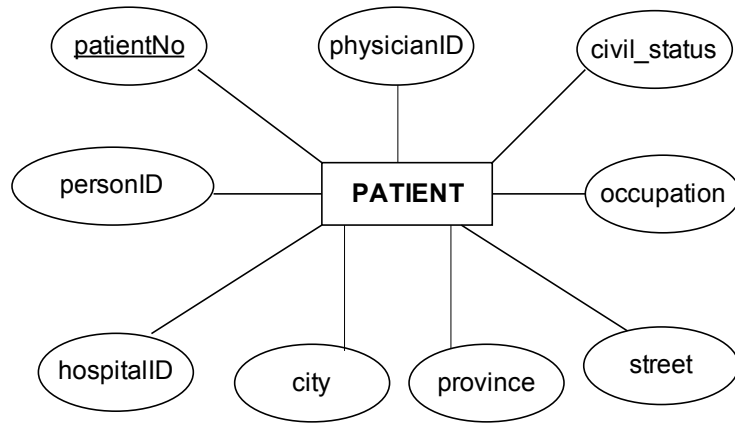 patientNo
physicianID
civil_status
personID
PATIENT
occupation
hospitalID
city
province
street